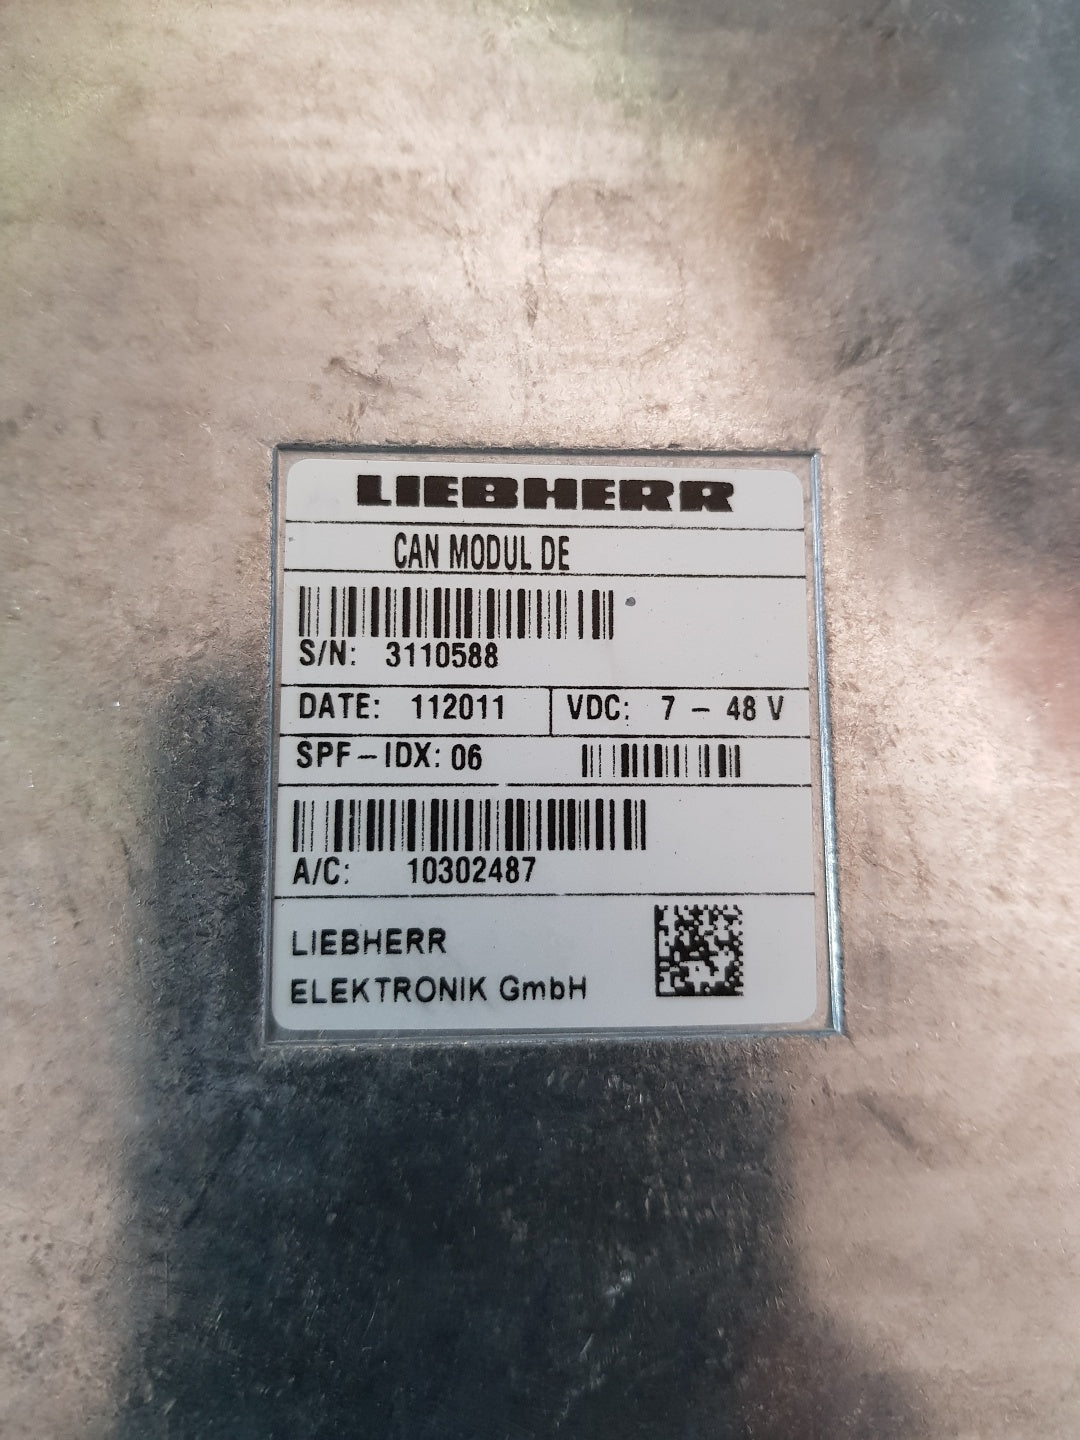 LIEBHERR
CAN MODUL DE
S/N: 3110588
DATE: 112011 VDC: 7 - 48 V
SPF-IDX: 06
A/C: 10302487
LIEBHERR
ELEKTRONIK GmbH